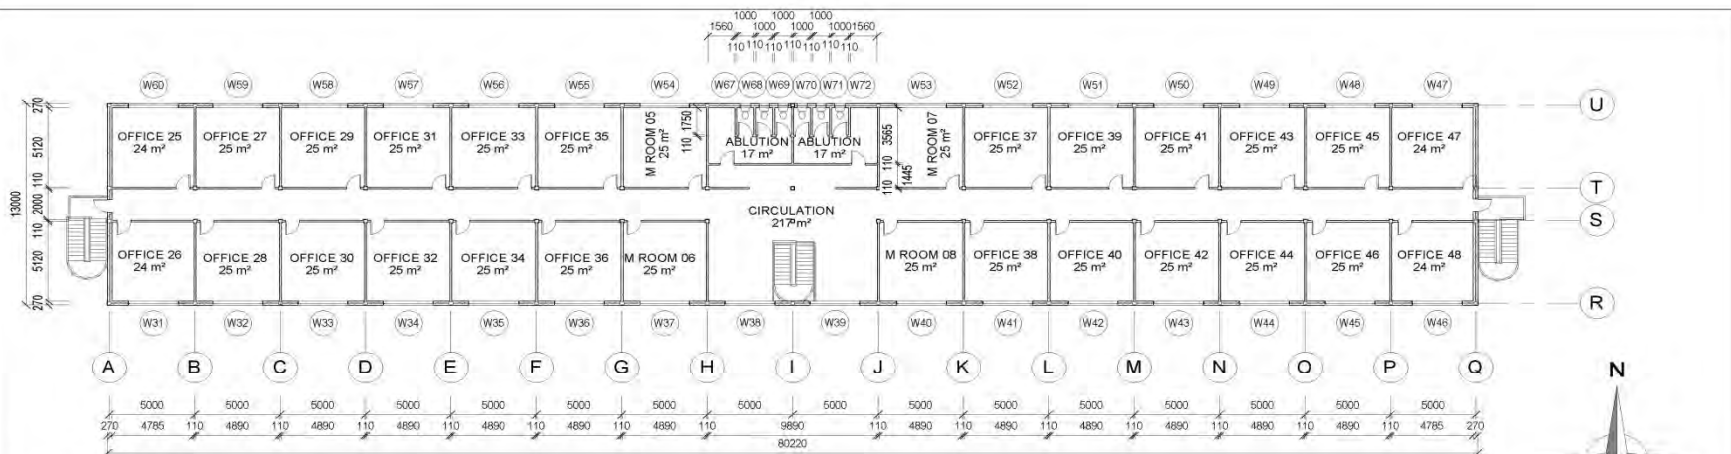 1000 1000 1000
1560 1000 1000 1000 1560
110 110 110 110 110 110 110
W60 W59 W58 W57 W56 W55 W54 W67 W68 W69 W70 W71 W72 W53 W52 W51 W50 W49 W48 W47
270 5120 110 2000 110 5120 270
13000
110 1750
3565 110 1445 110
U
T
S
R
OFFICE 25
24 m²
OFFICE 27
25 m²
OFFICE 29
25 m²
OFFICE 31
25 m²
OFFICE 33
25 m²
OFFICE 35
25 m²
M ROOM 05
25 m²
ABLUTION
17 m²
ABLUTION
17 m²
M ROOM 07
25 m²
OFFICE 37
25 m²
OFFICE 39
25 m²
OFFICE 41
25 m²
OFFICE 43
25 m²
OFFICE 45
25 m²
OFFICE 47
24 m²
CIRCULATION
217 m²
OFFICE 26
24 m²
OFFICE 28
25 m²
OFFICE 30
25 m²
OFFICE 32
25 m²
OFFICE 34
25 m²
OFFICE 36
25 m²
M ROOM 06
25 m²
M ROOM 08
25 m²
OFFICE 38
25 m²
OFFICE 40
25 m²
OFFICE 42
25 m²
OFFICE 44
25 m²
OFFICE 46
25 m²
OFFICE 48
24 m²
W31 W32 W33 W34 W35 W36 W37 W38 W39 W40 W41 W42 W43 W44 W45 W46
A B C D E F G H I J K L M N O P Q
N
5000 5000 5000 5000 5000 5000 5000 5000 5000 5000 5000 5000 5000 5000 5000 5000
270 4785 110 4890 110 4890 110 4890 110 4890 110 4890 110 4890 110 9890 110 4890 110 4890 110 4890 110 4890 110 4890 110 4890 110 4785 270
80220